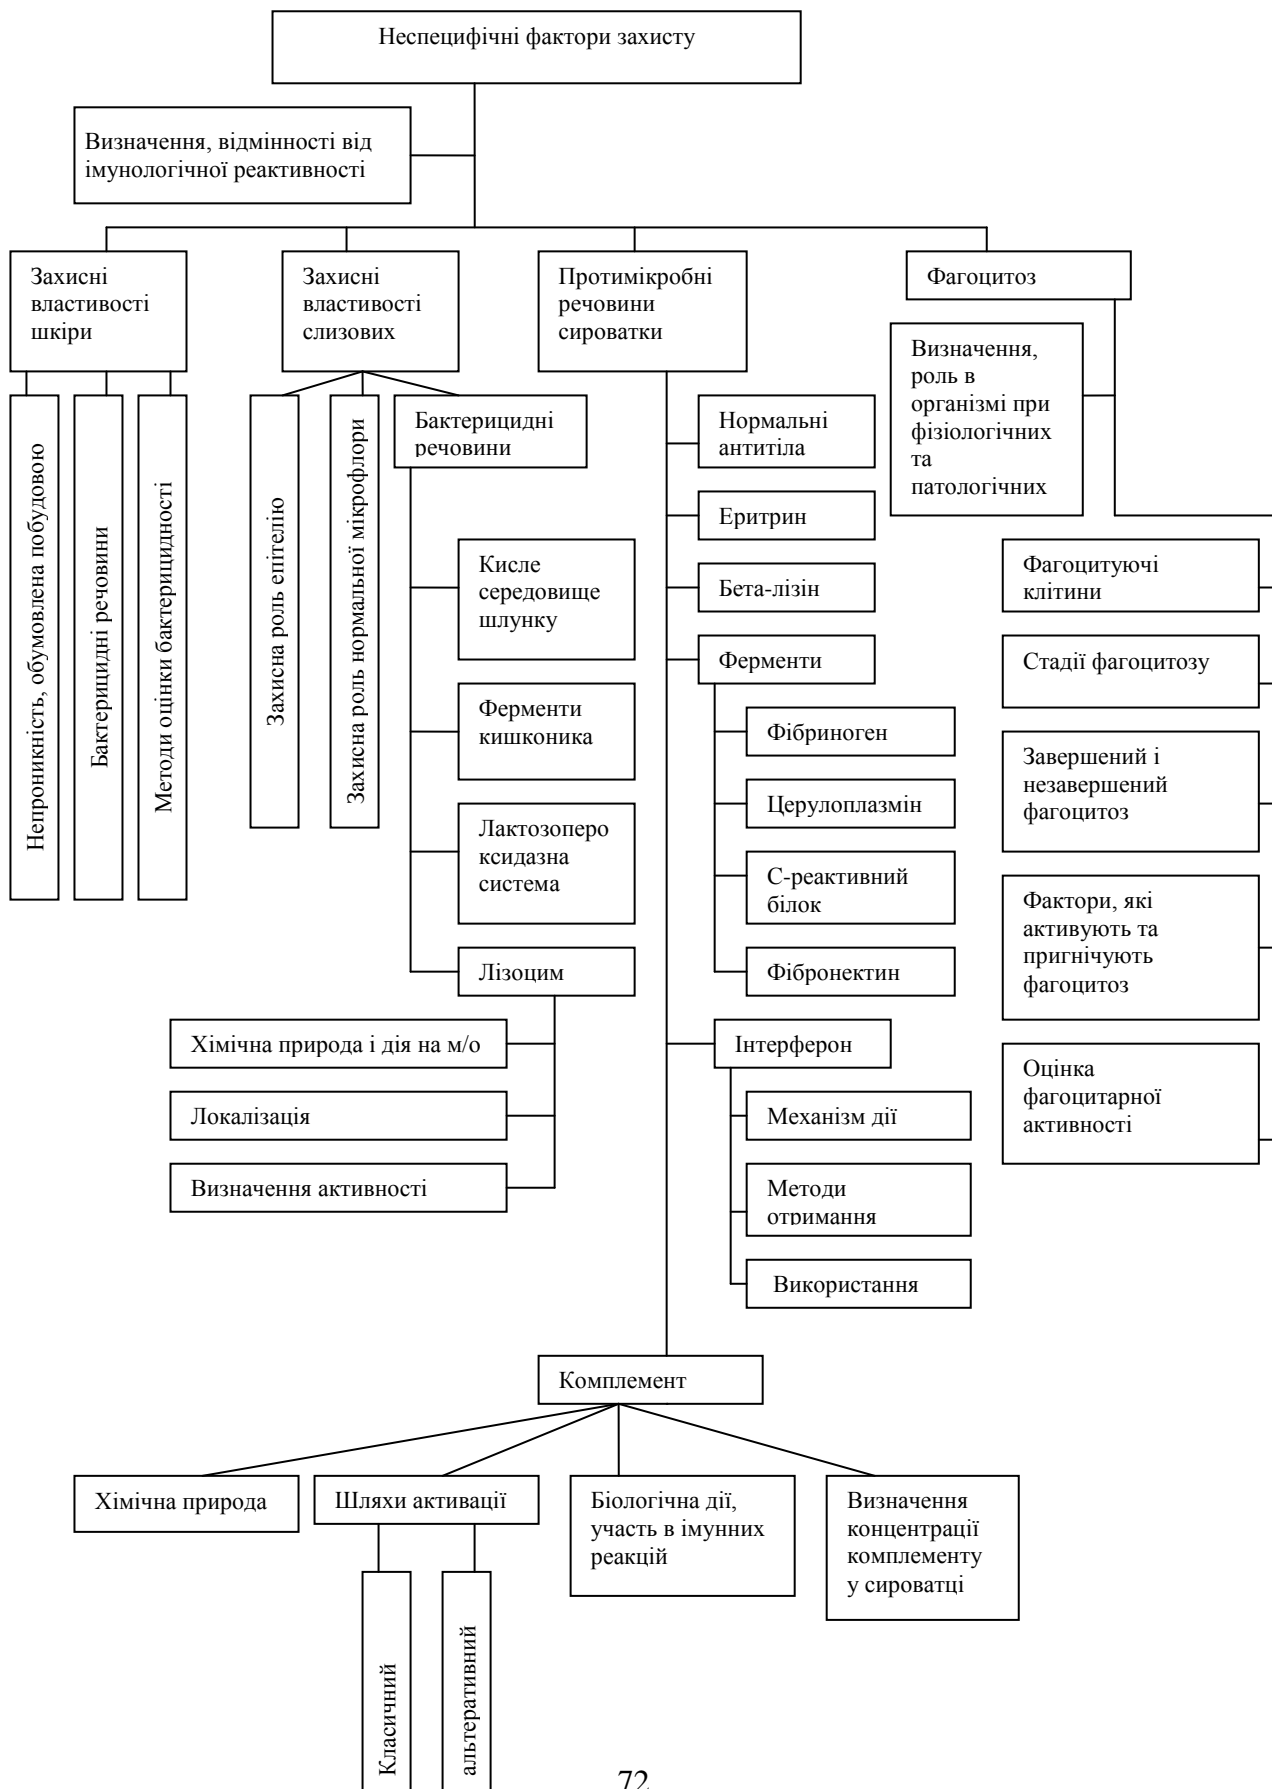 Неспецифічні фактори захисту
Визначення, відмінності від
імунологічної реактивності
Захисні
властивості
шкіри
Захисні
властивості
слизових
Протимікробні
речовини
сироватки
Фагоцитоз
Непроникність, обумовлена побудовою
Бактерицидні речовини
Методи оцінки бактерицидності
Захисна роль епітелію
Захисна роль нормальної мікрофлори
Бактерицидні
речовини
Кисле
середовище
шлунку
Ферменти
кишконика
Лактозоперо
ксидазна
система
Лізоцим
Хімічна природа і дія на м/о
Локалізація
Визначення активності
Нормальні
антитіла
Еритрин
Бета-лізін
Ферменти
Фібриноген
Церулоплазмін
С-реактивний
білок
Фібронектин
Інтерферон
Механізм дії
Методи
отримання
Використання
Визначення,
роль в
організмі при
фізіологічних
та
патологічних
Фагоцитуючі
клітини
Стадії фагоцитозу
Завершений і
незавершений
фагоцитоз
Фактори, які
активують та
пригнічують
фагоцитоз
Оцінка
фагоцитарної
активності
Комплемент
Хімічна природа
Шляхи активації
Біологічна дії,
участь в імунних
реакцій
Визначення
концентрації
комплементу
у сироватці
Класичний
альтеративний
72